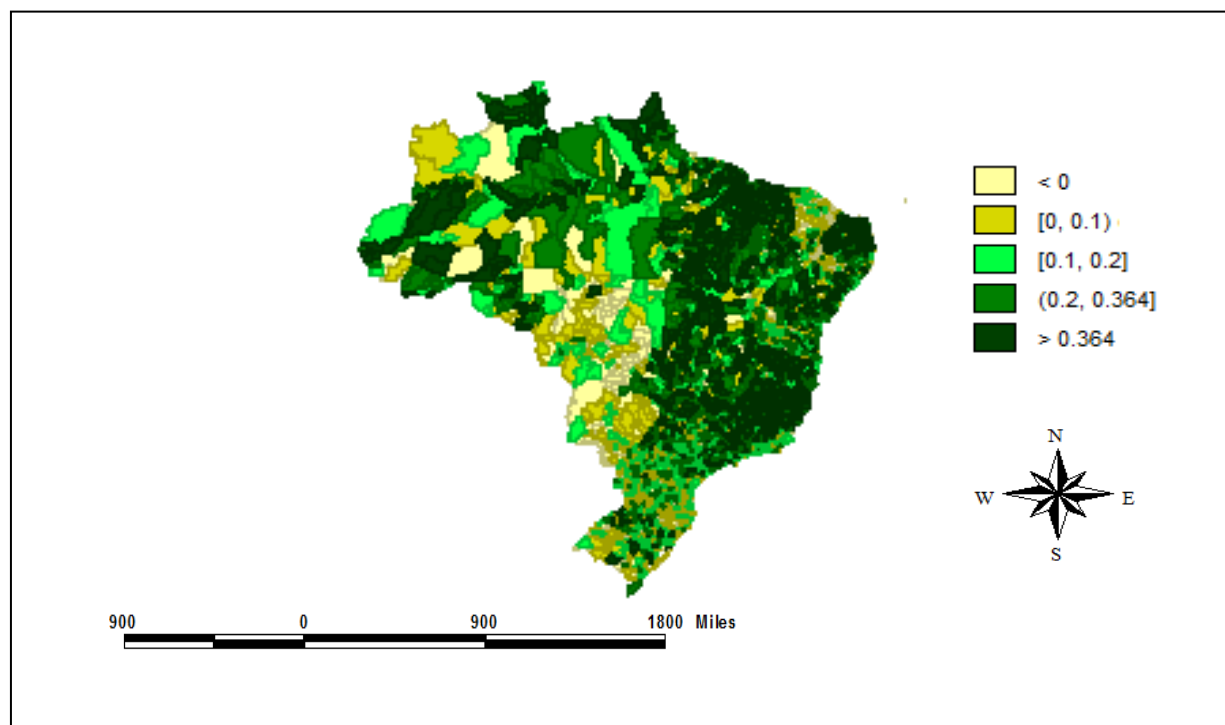 < 0
[0, 0.1)
[0.1, 0.2]
(0.2, 0.364]
> 0.364
N
W E
S
900 0 900 1800 Miles